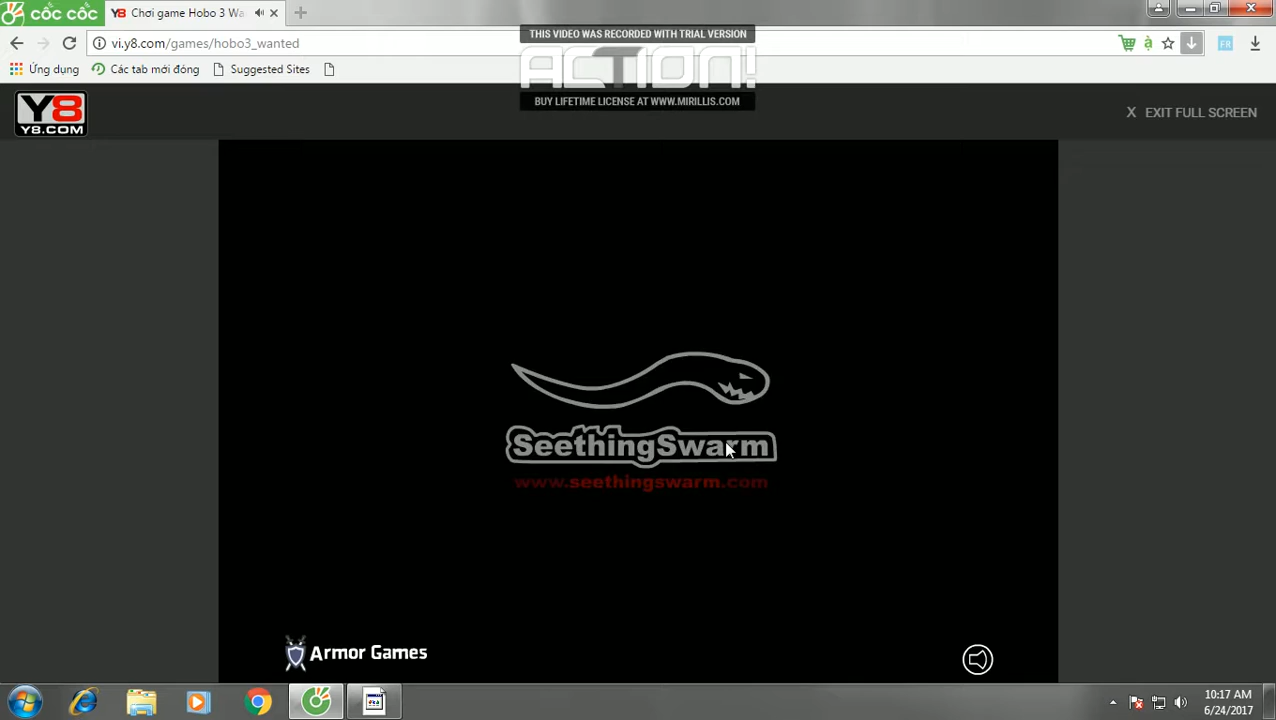 cốc cốc
Y8 Chơi game Hobo 3 Wa
THIS VIDEO WAS RECORDED WITH TRIAL VERSION
vi.y8.com/games/hobo3_wanted
FR
ACTION!
Ứng dụng
Các tab mới đóng
Suggested Sites
BUY LIFETIME LICENSE AT WWW.MIRILLIS.COM
Y8
Y8.COM
X EXIT FULL SCREEN
SeethingSwarm
www.seethingswarm.com
Armor Games
10:17 AM
6/24/2017